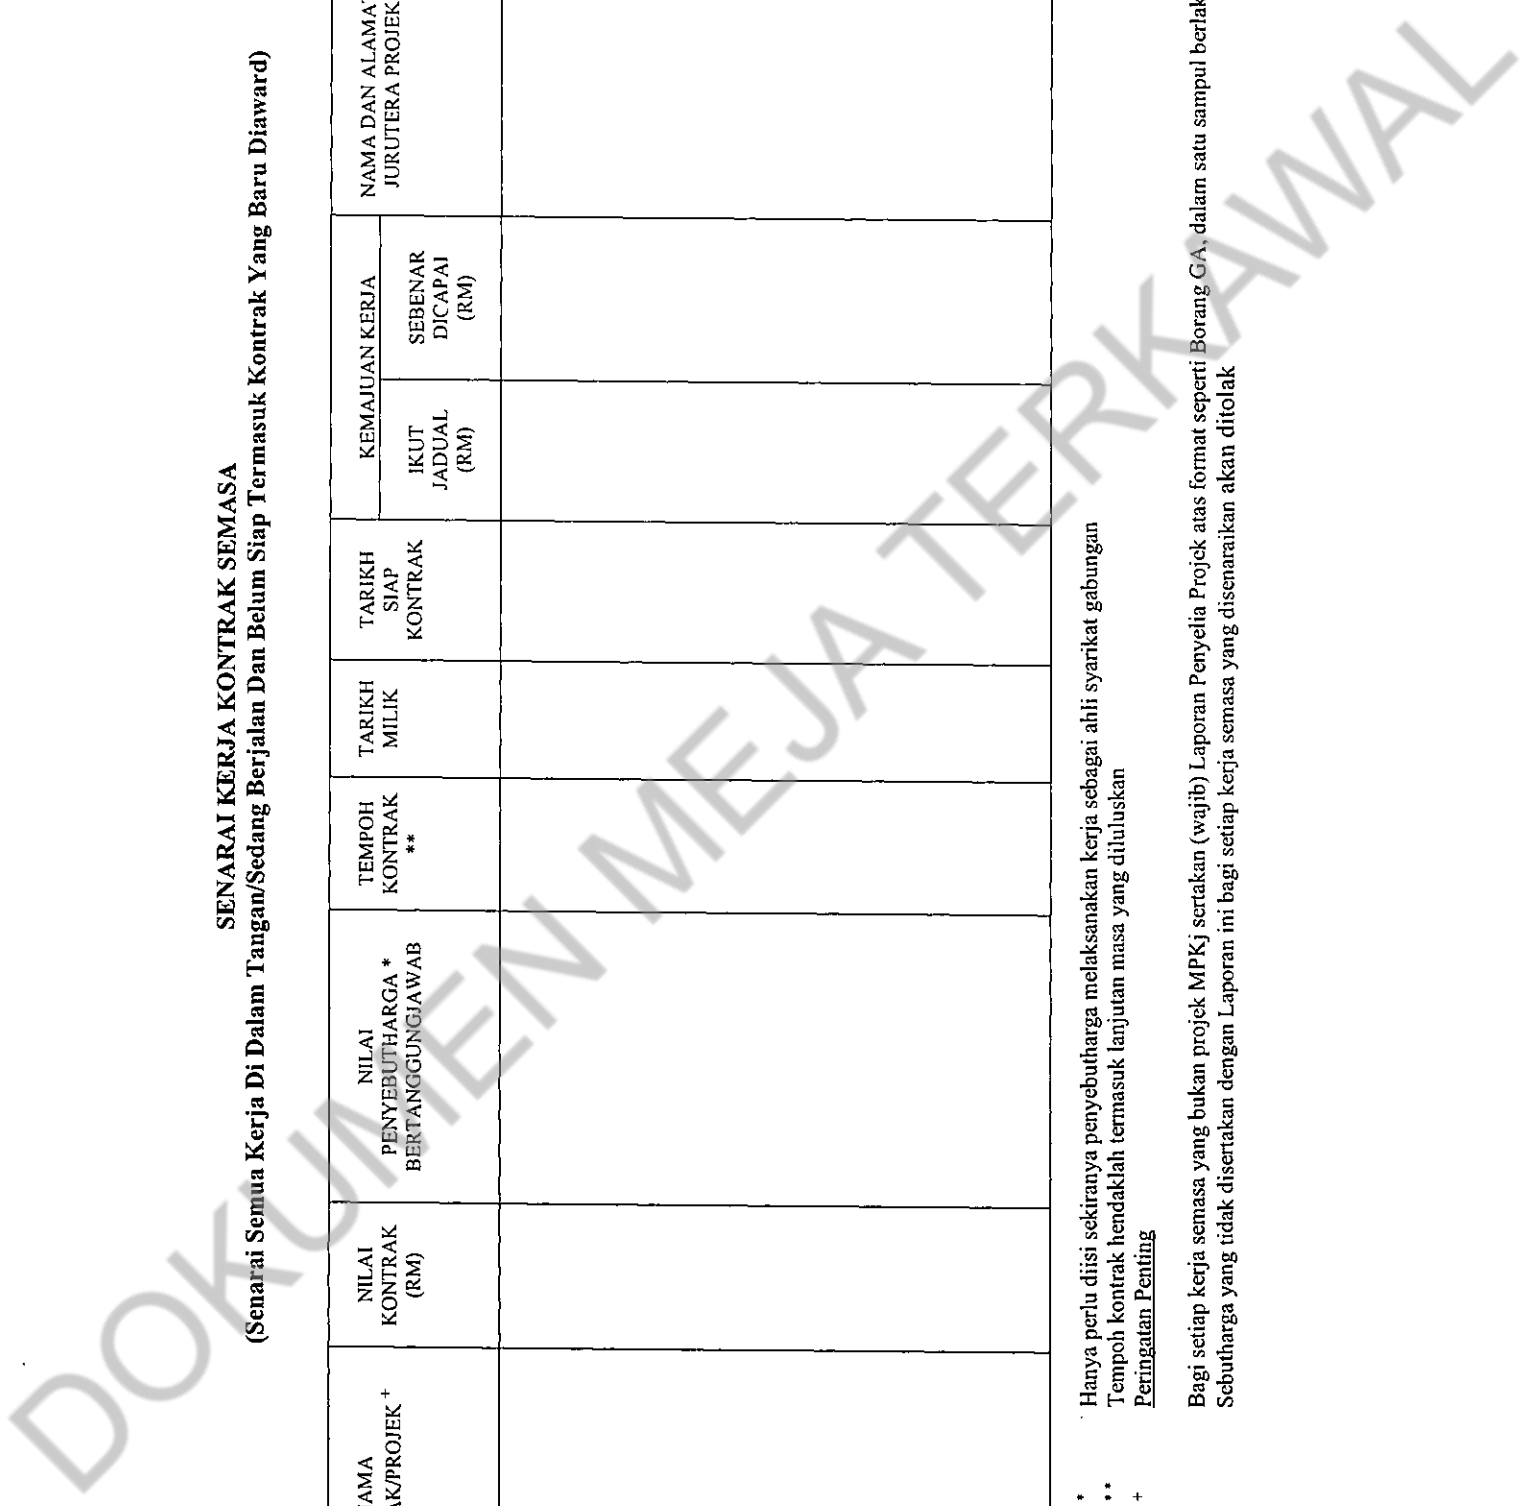 SENARAI KERJA KONTRAK SEMASA
(Senarai Semua Kerja Di Dalam Tangan/Sedang Berjalan Dan Belum Siap Termasuk Kontrak Yang Baru Diaward)
AMA
AK/PROJEK +
NILAI
KONTRAK
(RM)
NILAI
PENYEBUTHARGA *
BERTANGGUNGJAWAB
TEMPOH
KONTRAK
**
TARIKH
MILIK
TARIKH
SIAP
KONTRAK
KEMAJUAN KERJA
IKUT
JADUAL
(RM)
SEBENAR
DICAPAI
(RM)
NAMA DAN ALAMAT
JURUTERA PROJEK
* Hanya perlu diisi sekiranya penyebutharga melaksanakan kerja sebagai ahli syarikat gabungan
** Tempoh kontrak hendaklah termasuk lanjutan masa yang diluluskan
+ Peringatan Penting
Bagi setiap kerja semasa yang bukan projek MPKj sertakan (wajib) Laporan Penyelia Projek atas format seperti Borang GA, dalam satu sampul berlak
Sebutharga yang tidak disertakan dengan Laporan ini bagi setiap kerja semasa yang disenaraikan akan ditolak
DOKUMEN MEJA TERKAWAL